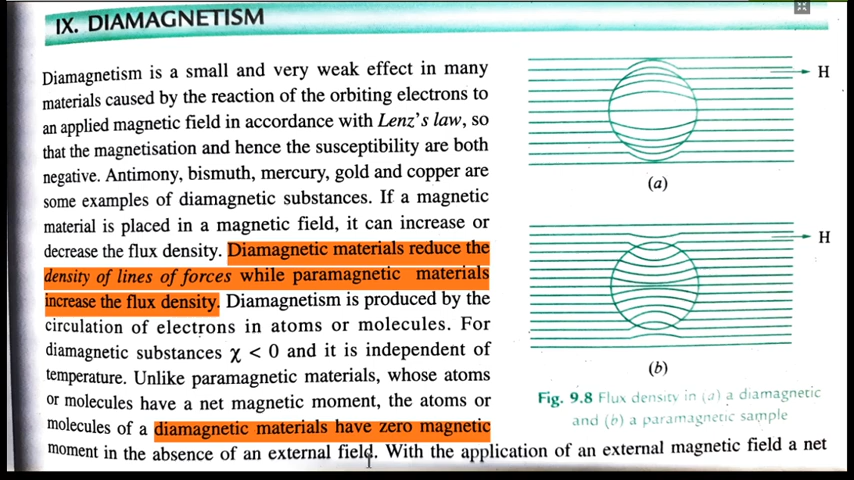 IX. DIAMAGNETISM
Diamagnetism is a small and very weak effect in many
materials caused by the reaction of the orbiting electrons to
an applied magnetic field in accordance with Lenz's law, so
that the magnetisation and hence the susceptibility are both
negative. Antimony, bismuth, mercury, gold and copper are
some examples of diamagnetic substances. If a magnetic
material is placed in a magnetic field, it can increase or
decrease the flux density. Diamagnetic materials reduce the
density of lines of forces while paramagnetic materials
increase the flux density. Diamagnetism is produced by the
circulation of electrons in atoms or molecules. For
diamagnetic substances χ < 0 and it is independent of
temperature. Unlike paramagnetic materials, whose atoms
or molecules have a net magnetic moment, the atoms or
molecules of a diamagnetic materials have zero magnetic
moment in the absence of an external field. With the application of an external magnetic field a net
H
(a)
H
(b)
Fig. 9.8 Flux density in (a) a diamagnetic
and (b) a paramagnetic sample